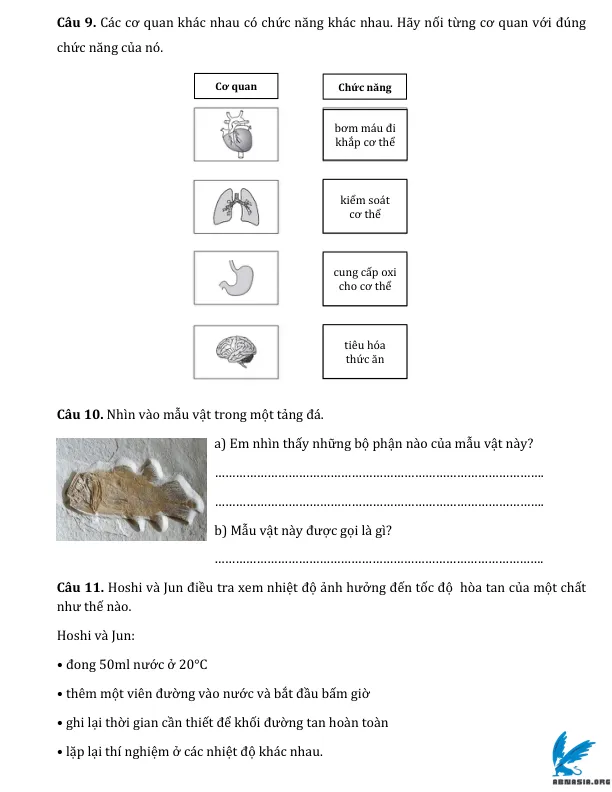 Câu 9. Các cơ quan khác nhau có chức năng khác nhau. Hãy nối từng cơ quan với đúng
chức năng của nó.
Cơ quan
Chức năng
bơm máu đi
khắp cơ thể
kiểm soát
cơ thể
cung cấp oxi
cho cơ thể
tiêu hóa
thức ăn
Câu 10. Nhìn vào mẫu vật trong một tảng đá.
a) Em nhìn thấy những bộ phận nào của mẫu vật này?
………………………………………………………………………………….
………………………………………………………………………………….
b) Mẫu vật này được gọi là gì?
………………………………………………………………………………….
Câu 11. Hoshi và Jun điều tra xem nhiệt độ ảnh hưởng đến tốc độ hòa tan của một chất
như thế nào.
Hoshi và Jun:
• đong 50ml nước ở 20°C
• thêm một viên đường vào nước và bắt đầu bấm giờ
• ghi lại thời gian cần thiết để khối đường tan hoàn toàn
• lặp lại thí nghiệm ở các nhiệt độ khác nhau.
ABNASIA.ORG